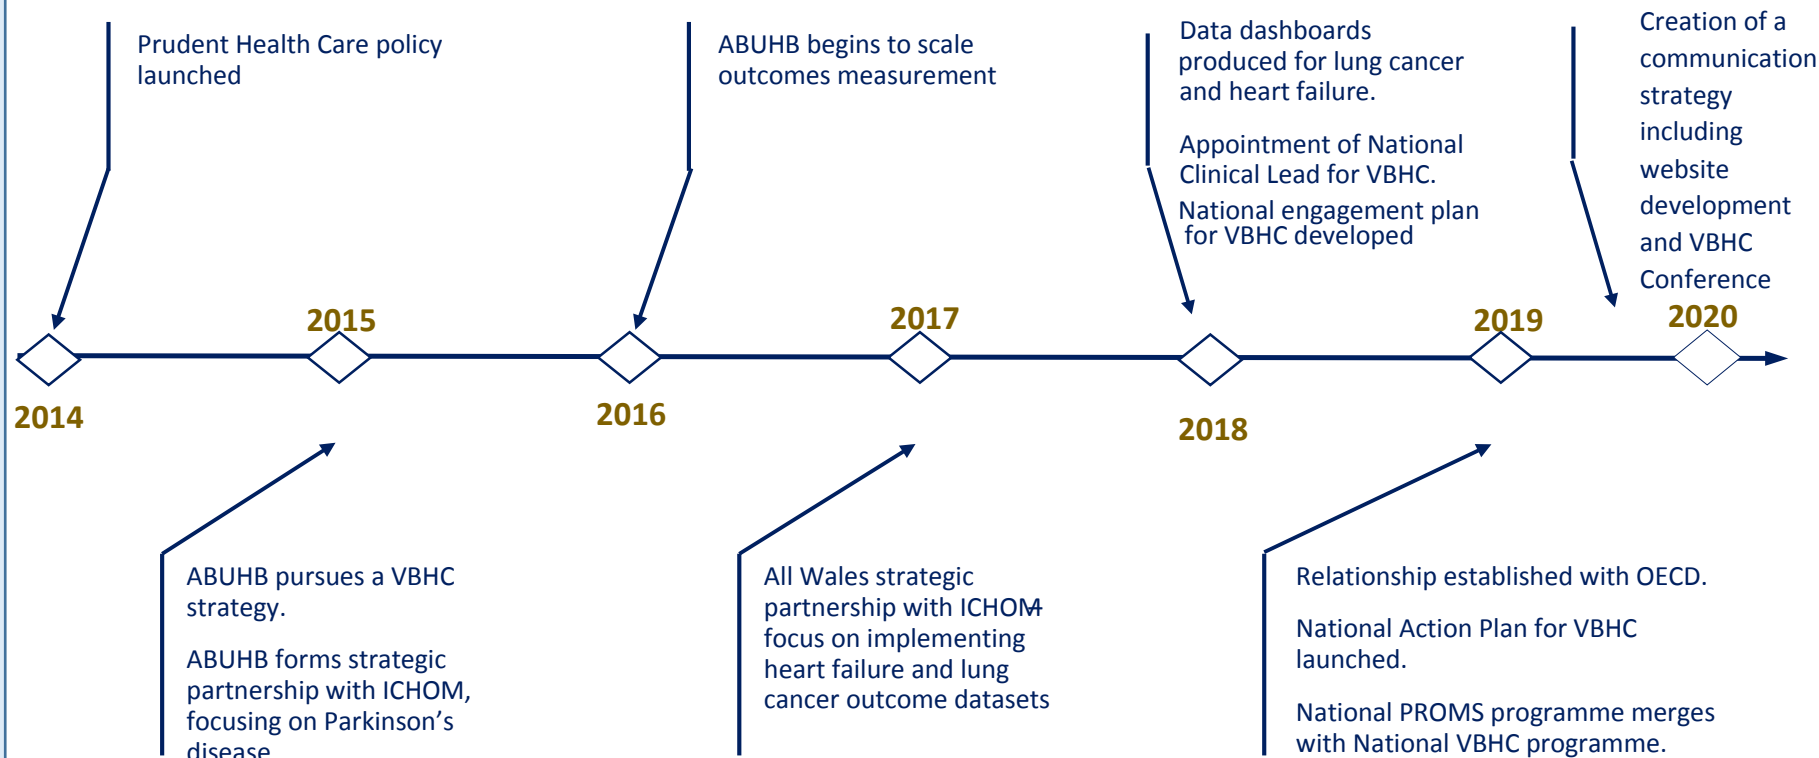 Prudent Health Care policy
launched
ABUHB begins to scale
outcomes measurement
Data dashboards
produced for lung cancer
and heart failure.
Appointment of National
Clinical Lead for VBHC.
National engagement plan
for VBHC developed
Creation of a
communication
strategy
including
website
development
and VBHC
Conference
2014
2015
2016
2017
2018
2019
2020
ABUHB pursues a VBHC
strategy.
ABUHB forms strategic
partnership with ICHOM,
focusing on Parkinson’s
disease
All Wales strategic
partnership with ICHOM-
focus on implementing
heart failure and lung
cancer outcome datasets
Relationship established with OECD.
National Action Plan for VBHC
launched.
National PROMS programme merges
with National VBHC programme.